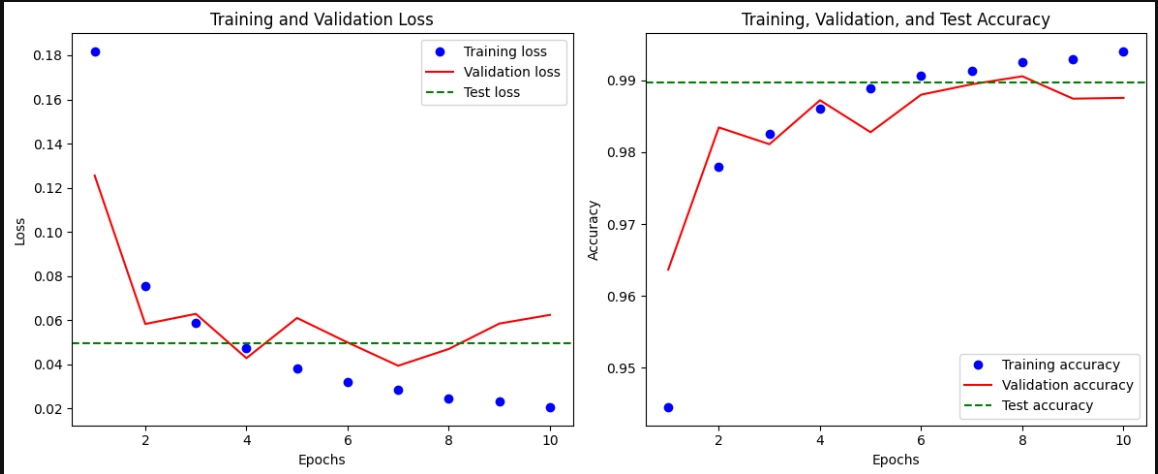 Training and Validation Loss
0.18
0.16
0.14
0.12
0.10
0.08
0.06
0.04
0.02
Loss
Training loss
Validation loss
Test loss
2 4 6 8 10
Epochs
Training, Validation, and Test Accuracy
0.99
0.98
0.97
0.96
0.95
Accuracy
Training accuracy
Validation accuracy
Test accuracy
2 4 6 8 10
Epochs